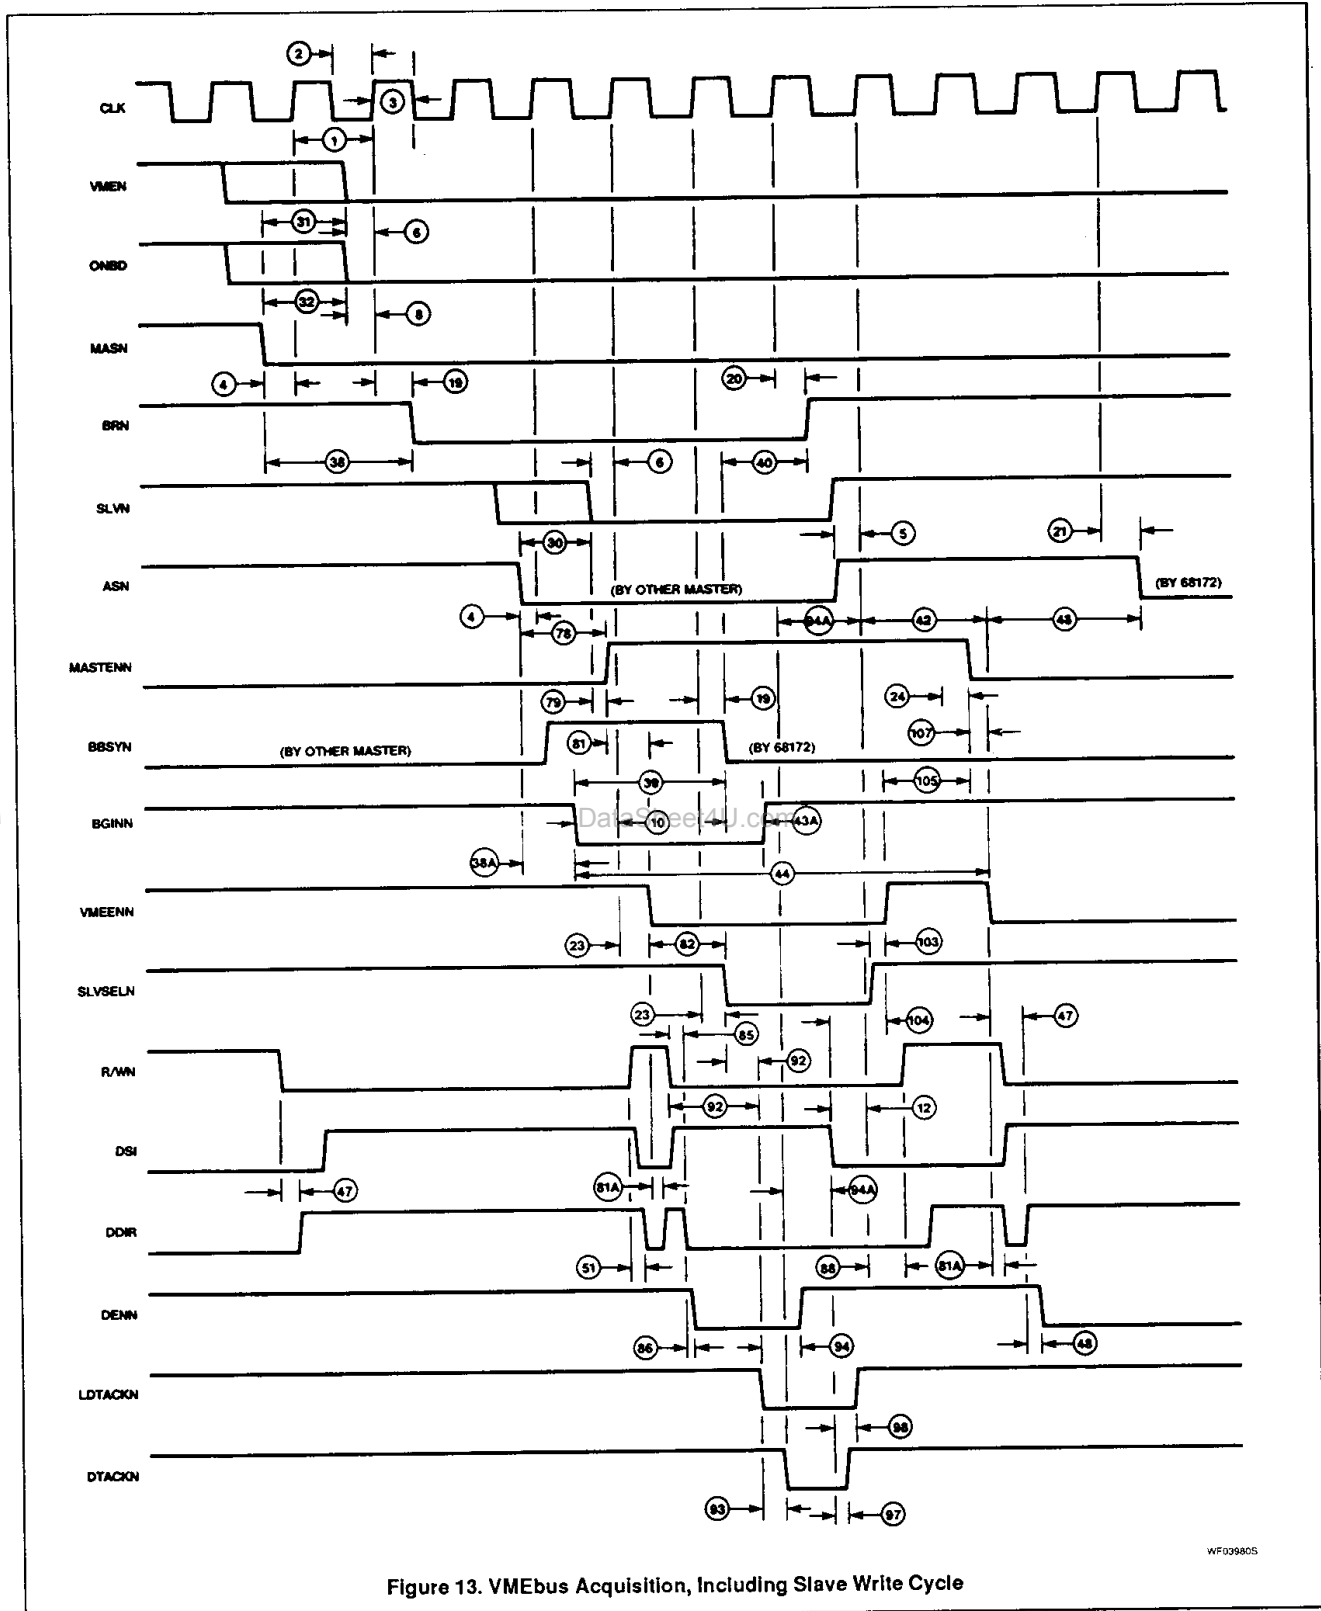 2
CLK
3
1
VMEN
31
6
ONBD
32
8
MASN
4
19
20
BRN
38
6
40
SLVN
30
5
21
ASN
(BY OTHER MASTER)
(BY 68172)
4
94A
42
43
78
MASTENN
79
19
24
107
BBSYN
(BY OTHER MASTER)
81
(BY 68172)
39
105
BGINN
DataSheet4U.com
10
43A
38A
44
VMEENN
23
82
103
SLVSELN
23
104
47
85
R/WN
92
92
12
DSI
47
81A
94A
DDIR
51
88
81A
DENN
86
94
48
LDTACKN
98
DTACKN
93
97
WF03980S
Figure 13. VMEbus Acquisition, Including Slave Write Cycle